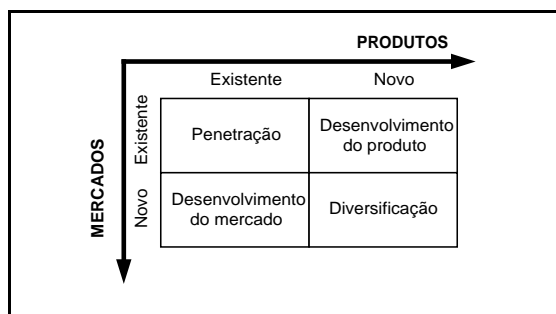 PRODUTOS
Existente Novo
MERCADOS
Existente
Penetração
Desenvolvimento
do produto
Novo
Desenvolvimento
do mercado
Diversificação